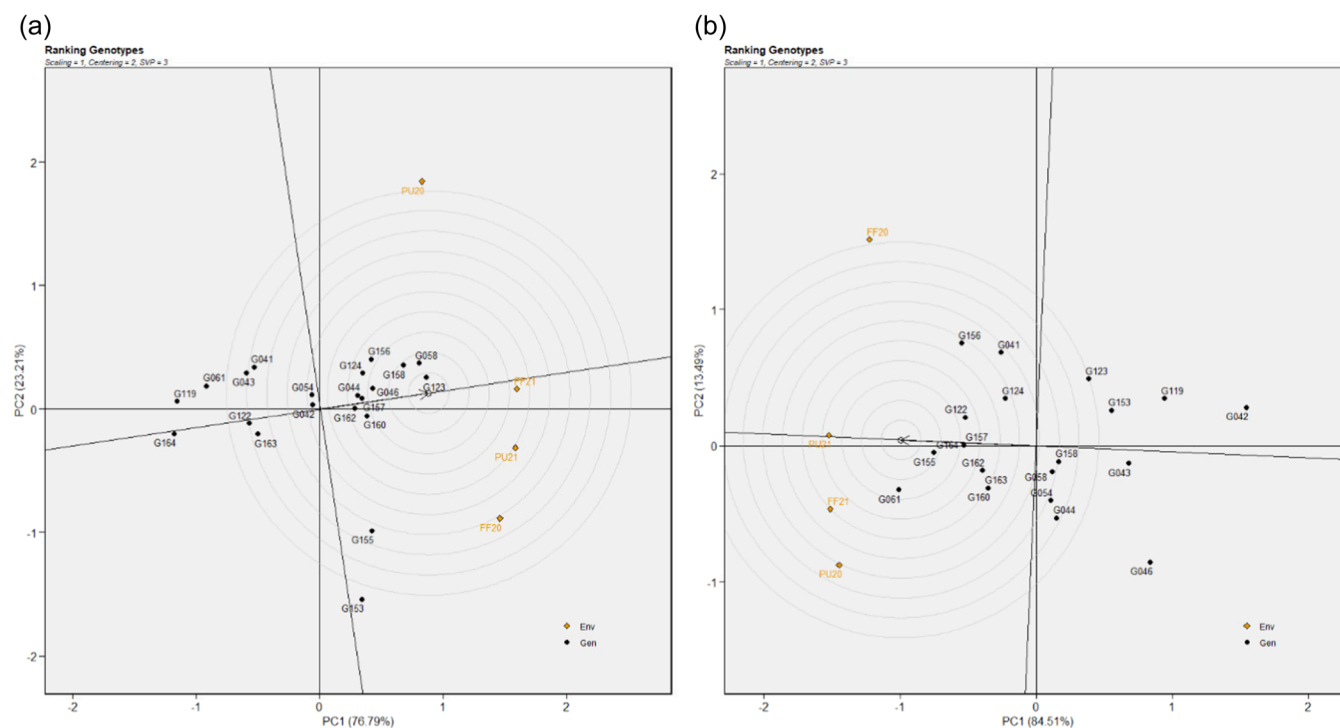 (a)
Ranking Genotypes
Scaling = 1, Centering = 2, SVP = 3
PC2 (23.21%)
2
1
0
-1
-2
PU20
G156
G058
G041
G124
G158
G061
G043
G054
G044
G046
G123
FF21
G119
G042
G162
G157
G122
G160
G164
G163
PU21
FF20
G155
G153
Env
Gen
-2
-1
0
1
2
PC1 (76.79%)
(b)
Ranking Genotypes
Scaling = 1, Centering = 2, SVP = 3
PC2 (13.49%)
2
1
0
-1
FF20
G156
G041
G123
G124
G119
G153
G042
G122
PU21
G164
G157
G155
G162
G158
G163
G058
G043
G061
G160
G054
FF21
G044
PU20
G046
Env
Gen
-2
-1
0
1
2
PC1 (84.51%)